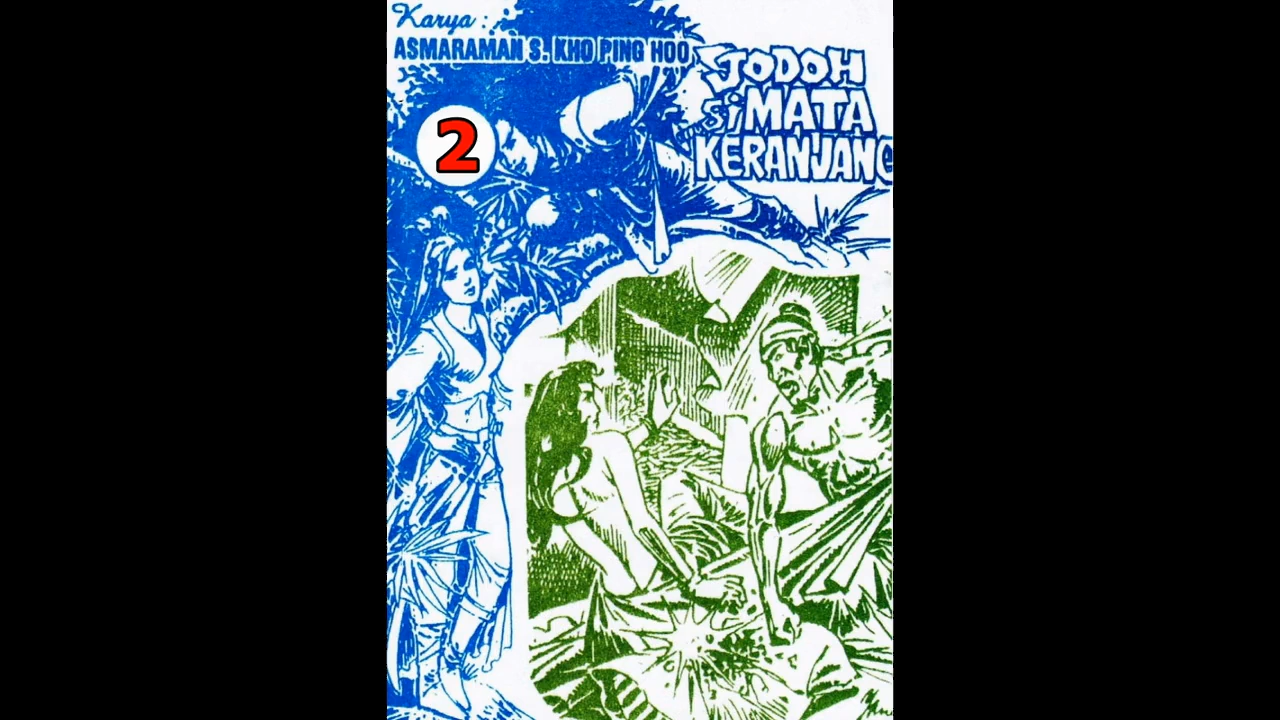 Karya :
ASMARAMAN S. KHO PING HOO
JODOH
si MATA
KERANJANG
2